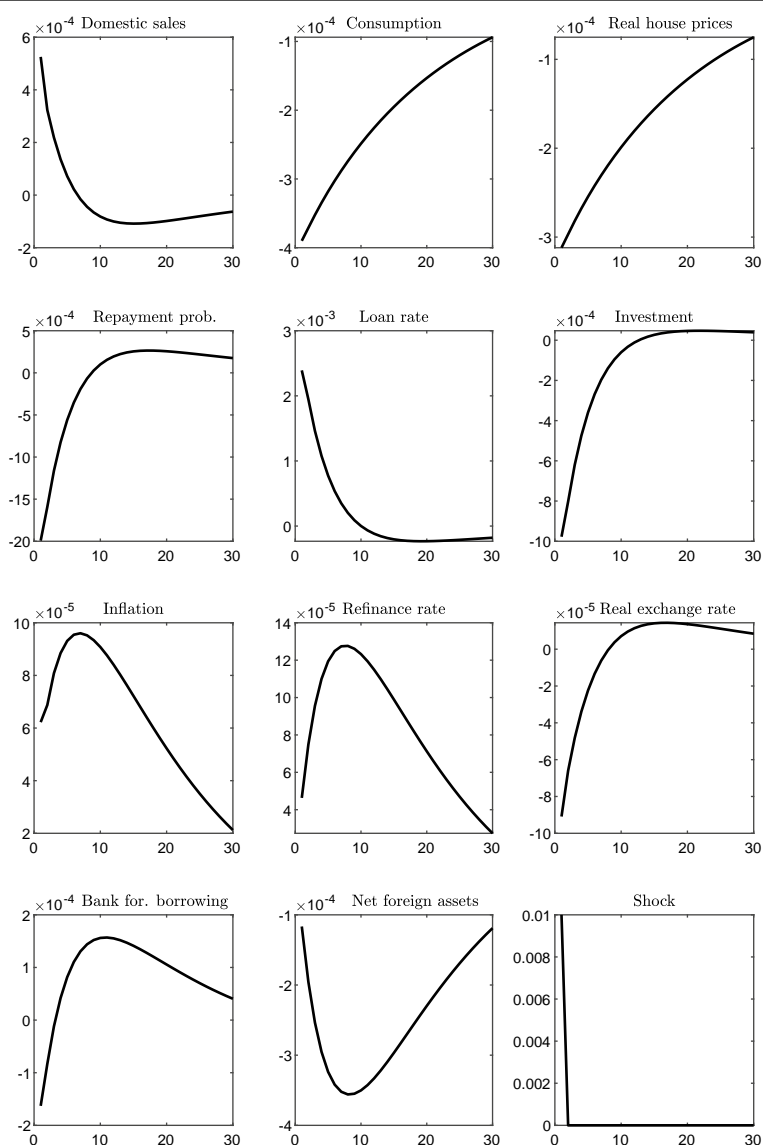 ×10-4 Domestic sales
6
4
2
0
-2
0 10 20 30
×10-4 Consumption
-1
-2
-3
-4
0 10 20 30
×10-4 Real house prices
-1
-2
-3
0 10 20 30
×10-4 Repayment prob.
5
0
-5
-10
-15
-20
0 10 20 30
×10-3 Loan rate
3
2
1
0
0 10 20 30
×10-4 Investment
0
-2
-4
-6
-8
-10
0 10 20 30
×10-5 Inflation
10
8
6
4
2
0 10 20 30
×10-5 Refinance rate
14
12
10
8
6
4
0 10 20 30
×10-5 Real exchange rate
0
-2
-4
-6
-8
-10
0 10 20 30
×10-4 Bank for. borrowing
2
1
0
-1
-2
0 10 20 30
×10-4 Net foreign assets
-1
-2
-3
-4
0 10 20 30
Shock
0.01
0.008
0.006
0.004
0.002
0
0 10 20 30